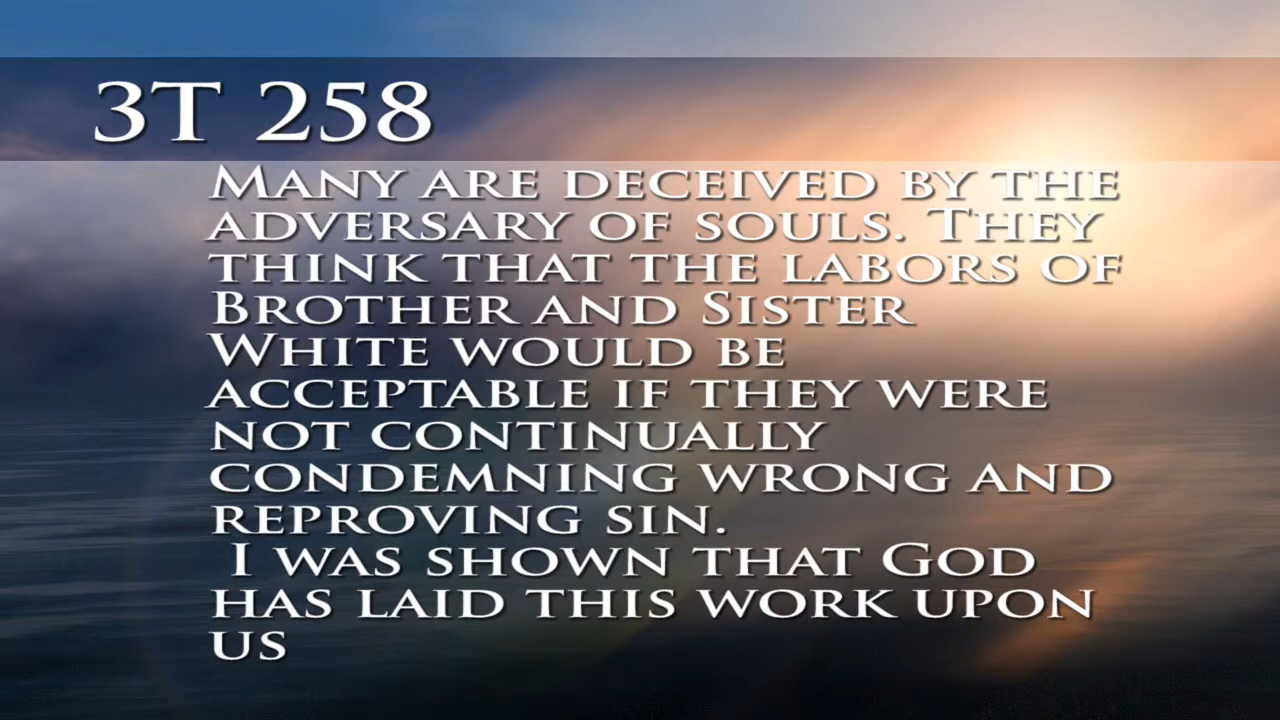 3T 258
Many are deceived by the
adversary of souls. They
think that the labors of
Brother and Sister
White would be
acceptable if they were
not continually
condemning wrong and
reproving sin.
I was shown that God
has laid this work upon
us